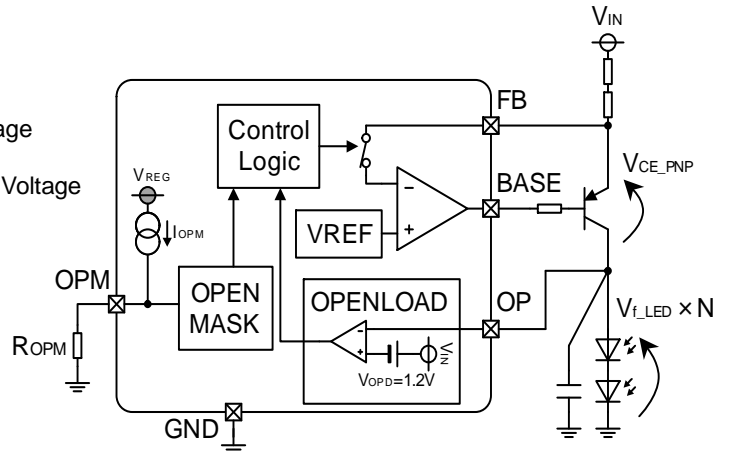 VIN
FB
age
Control
Logic
VCE_PNP
Voltage
VREG
BASE
IOPM
VREF
OPM
OPEN
MASK
OPENLOAD
OP
Vf_LED × N
ROPM
VIN
VOPD=1.2V
GND